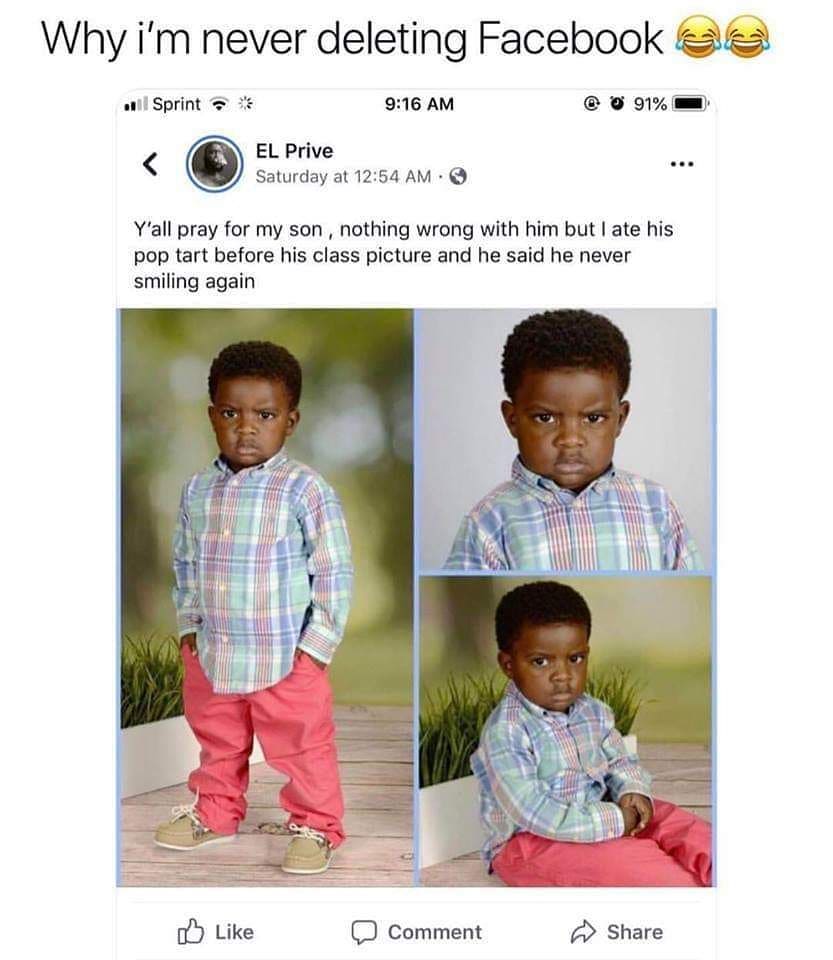 Why i'm never deleting Facebook 😂😂
Sprint 9:16 AM 91%
EL Prive
Saturday at 12:54 AM ·
Y'all pray for my son , nothing wrong with him but I ate his
pop tart before his class picture and he said he never
smiling again
Like Comment Share